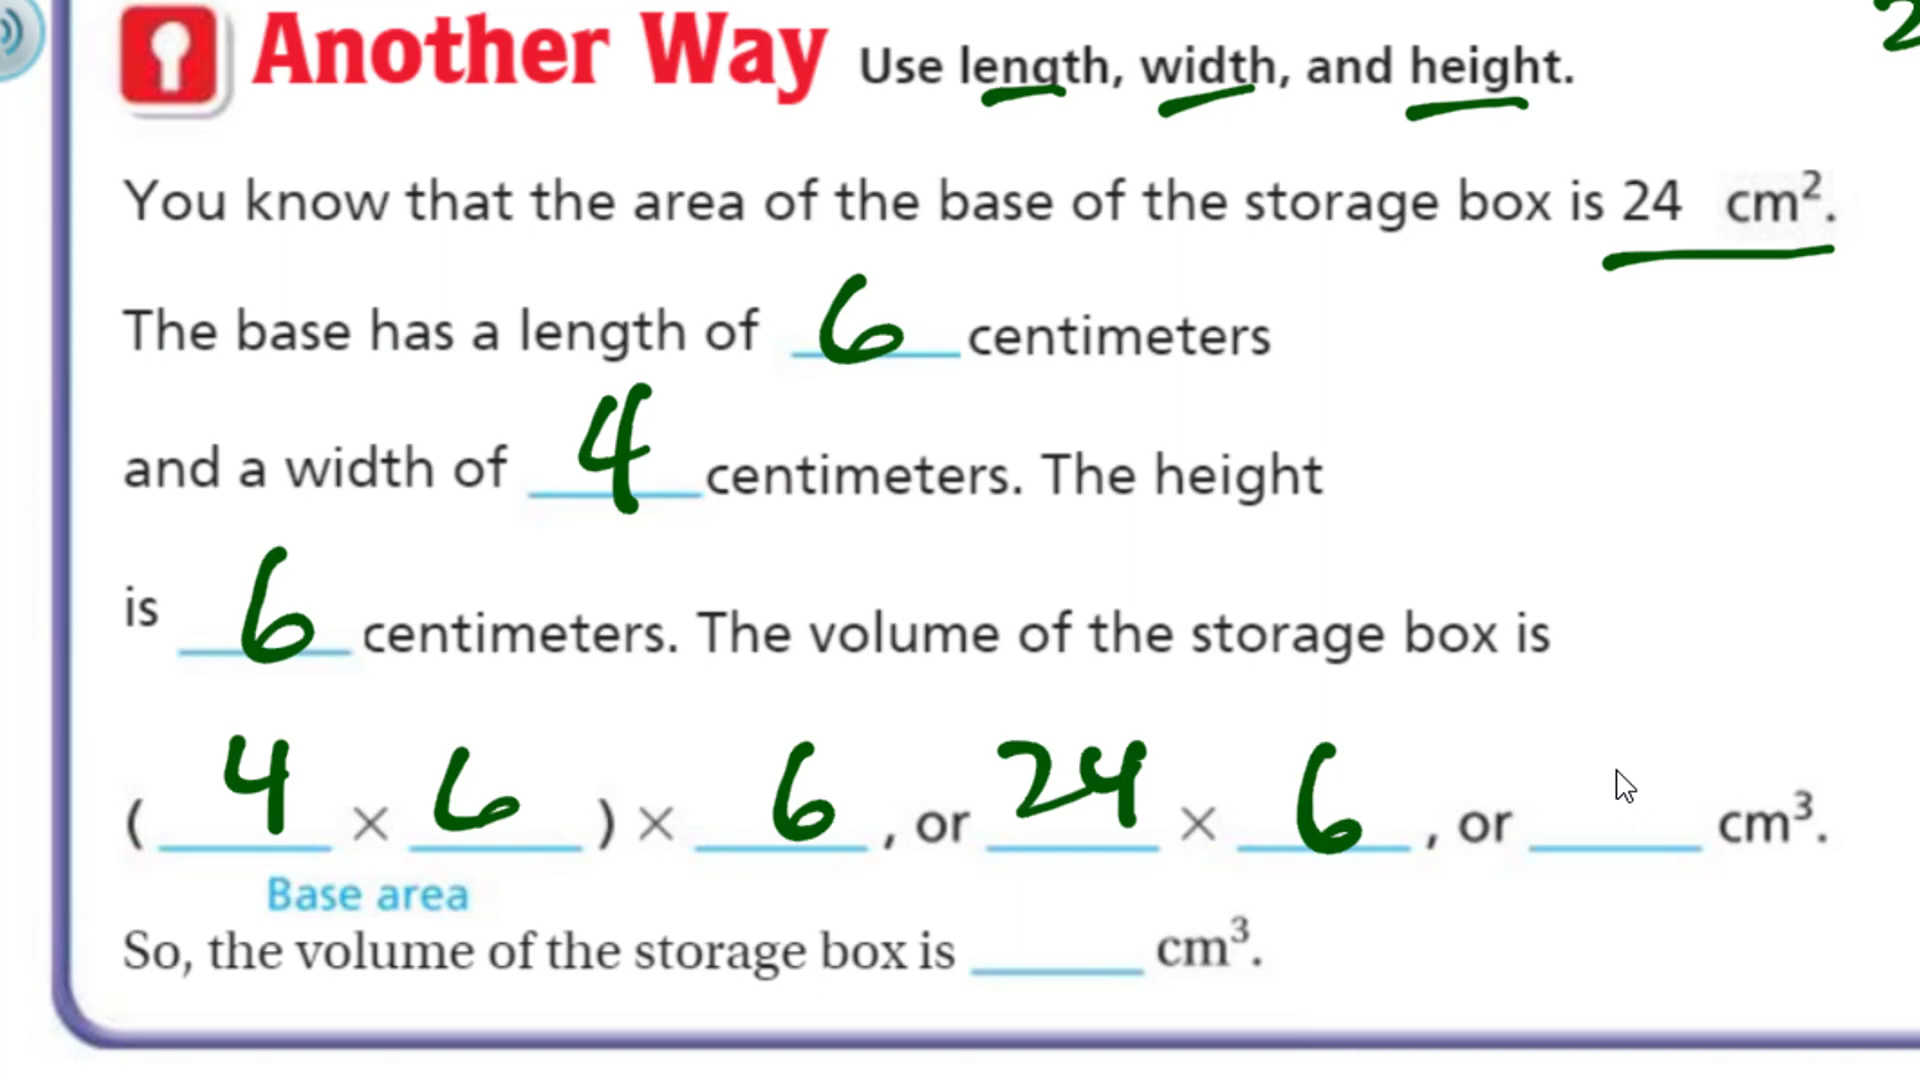 Another Way Use length, width, and height.
You know that the area of the base of the storage box is 24 cm².
The base has a length of 6 centimeters
and a width of 4 centimeters. The height
is 6 centimeters. The volume of the storage box is
( 4 × 6 ) × 6 , or 24 × 6 , or ____ cm³.
Base area
So, the volume of the storage box is ____ cm³.